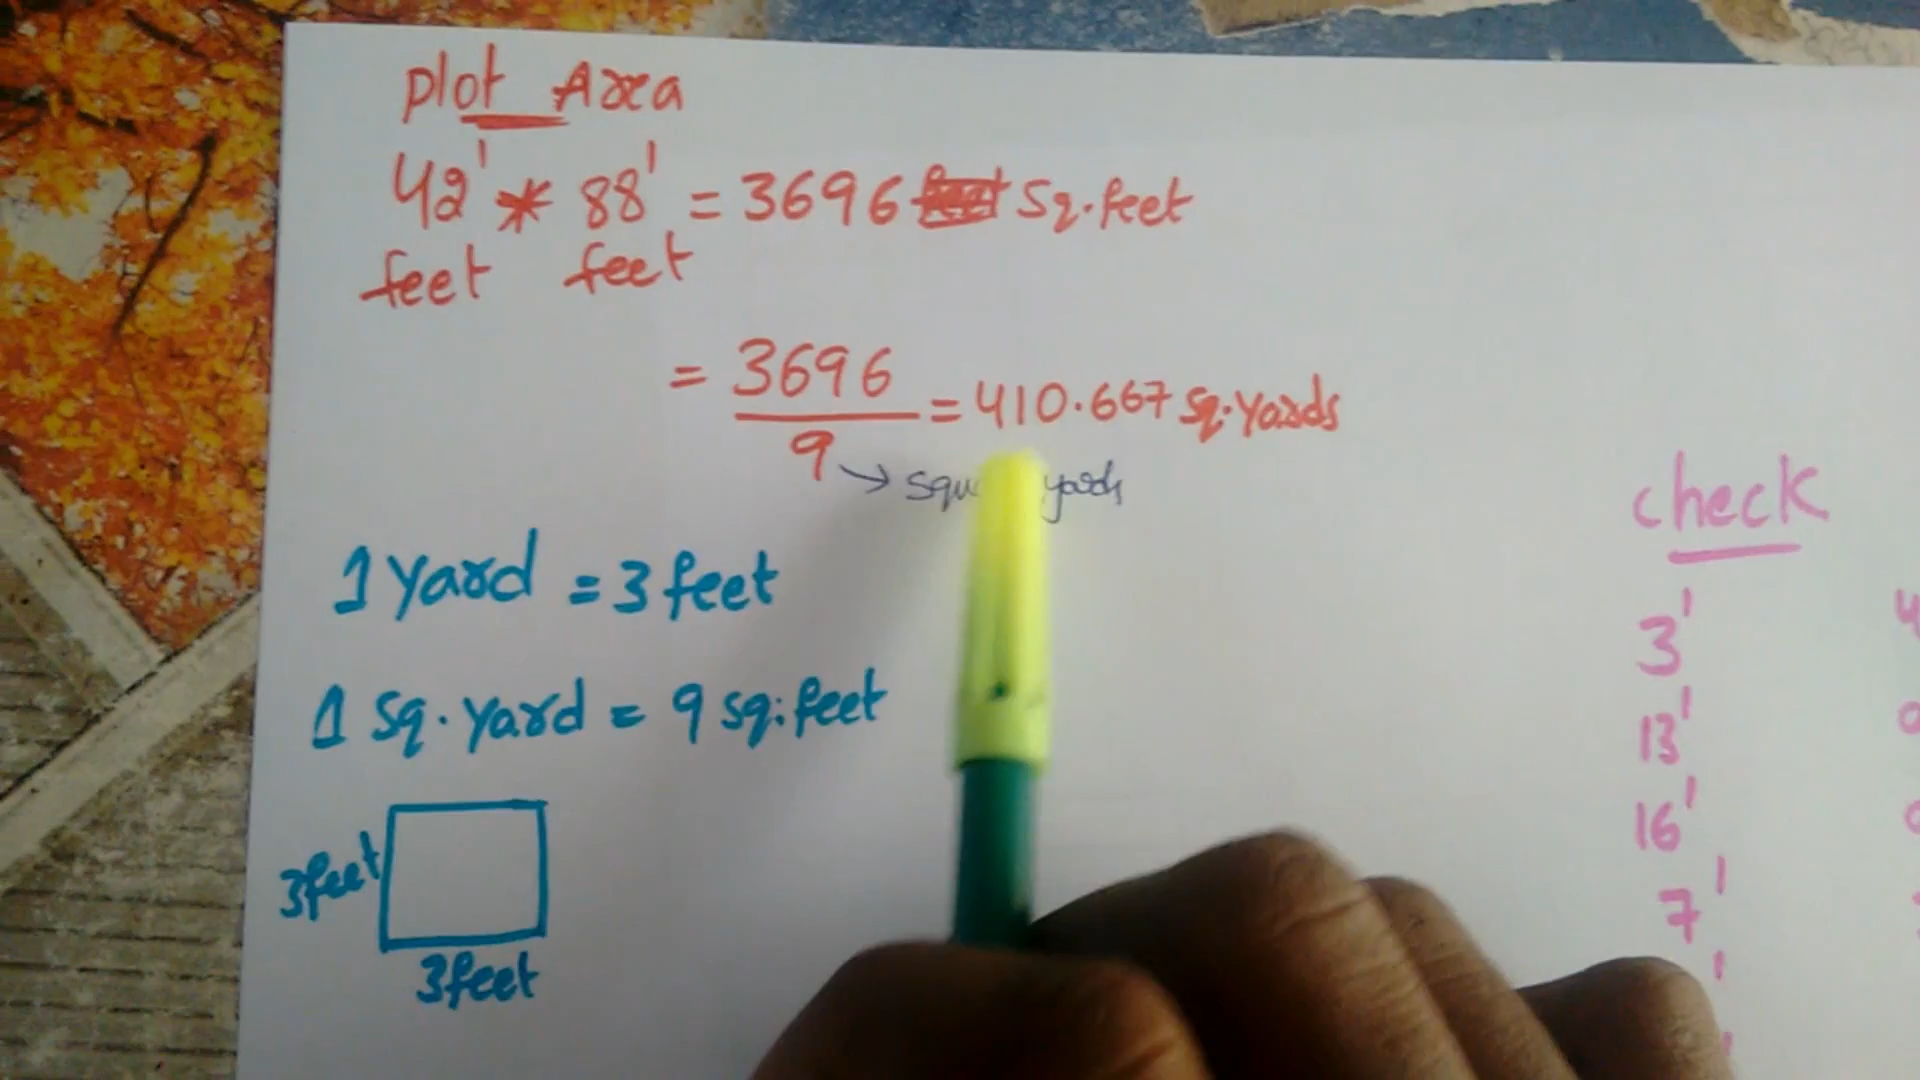 Plot Area
42' * 88' = 3696 Sq. feet
feet feet
= 3696
9
= 410.667 Sq. Yards
→ yards
1 Yard = 3 feet
1 Sq. Yard = 9 sq. feet
3feet
3feet
check
3'
13'
16'
7'